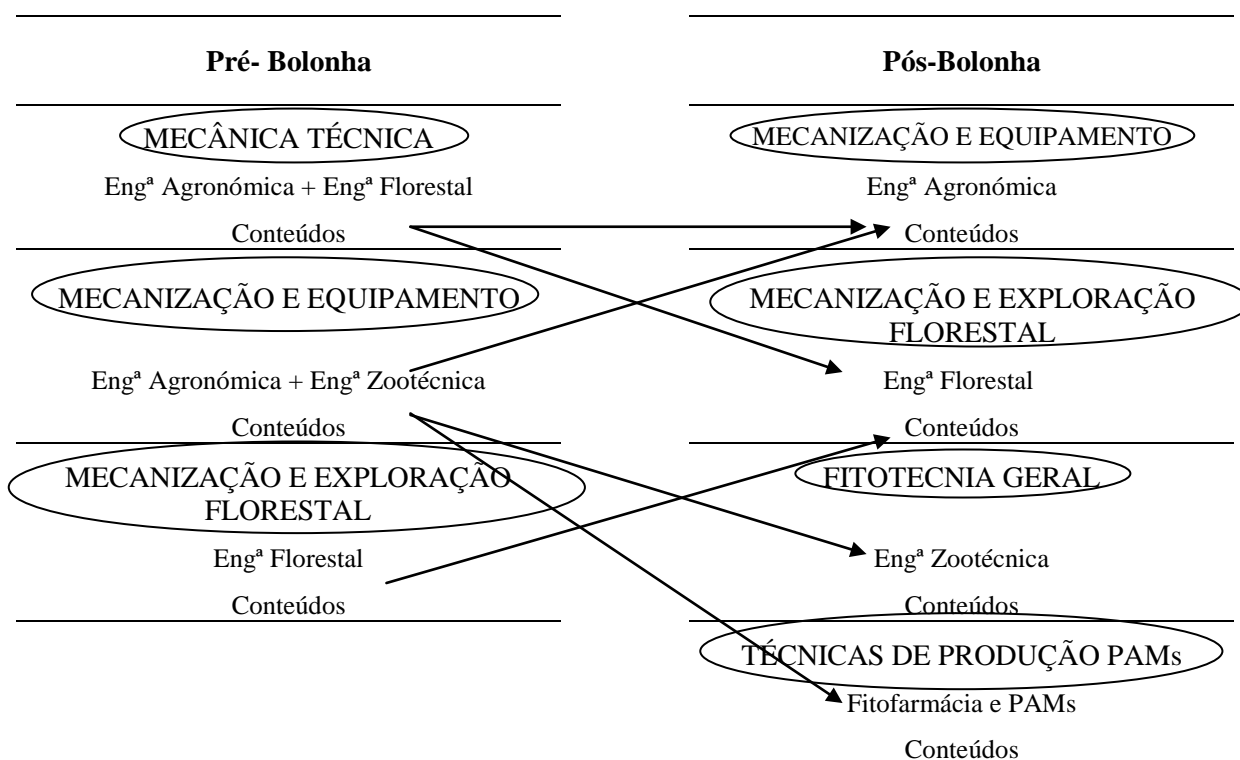 Pré- Bolonha
MECÂNICA TÉCNICA
Engª Agronómica + Engª Florestal
Conteúdos
MECANIZAÇÃO E EQUIPAMENTO
Engª Agronómica + Engª Zootécnica
Conteúdos
MECANIZAÇÃO E EXPLORAÇÃO
FLORESTAL
Engª Florestal
Conteúdos
Pós-Bolonha
MECANIZAÇÃO E EQUIPAMENTO
Engª Agronómica
Conteúdos
MECANIZAÇÃO E EXPLORAÇÃO
FLORESTAL
Engª Florestal
Conteúdos
FITOTECNIA GERAL
Engª Zootécnica
Conteúdos
TÉCNICAS DE PRODUÇÃO PAMs
Fitofarmácia e PAMs
Conteúdos